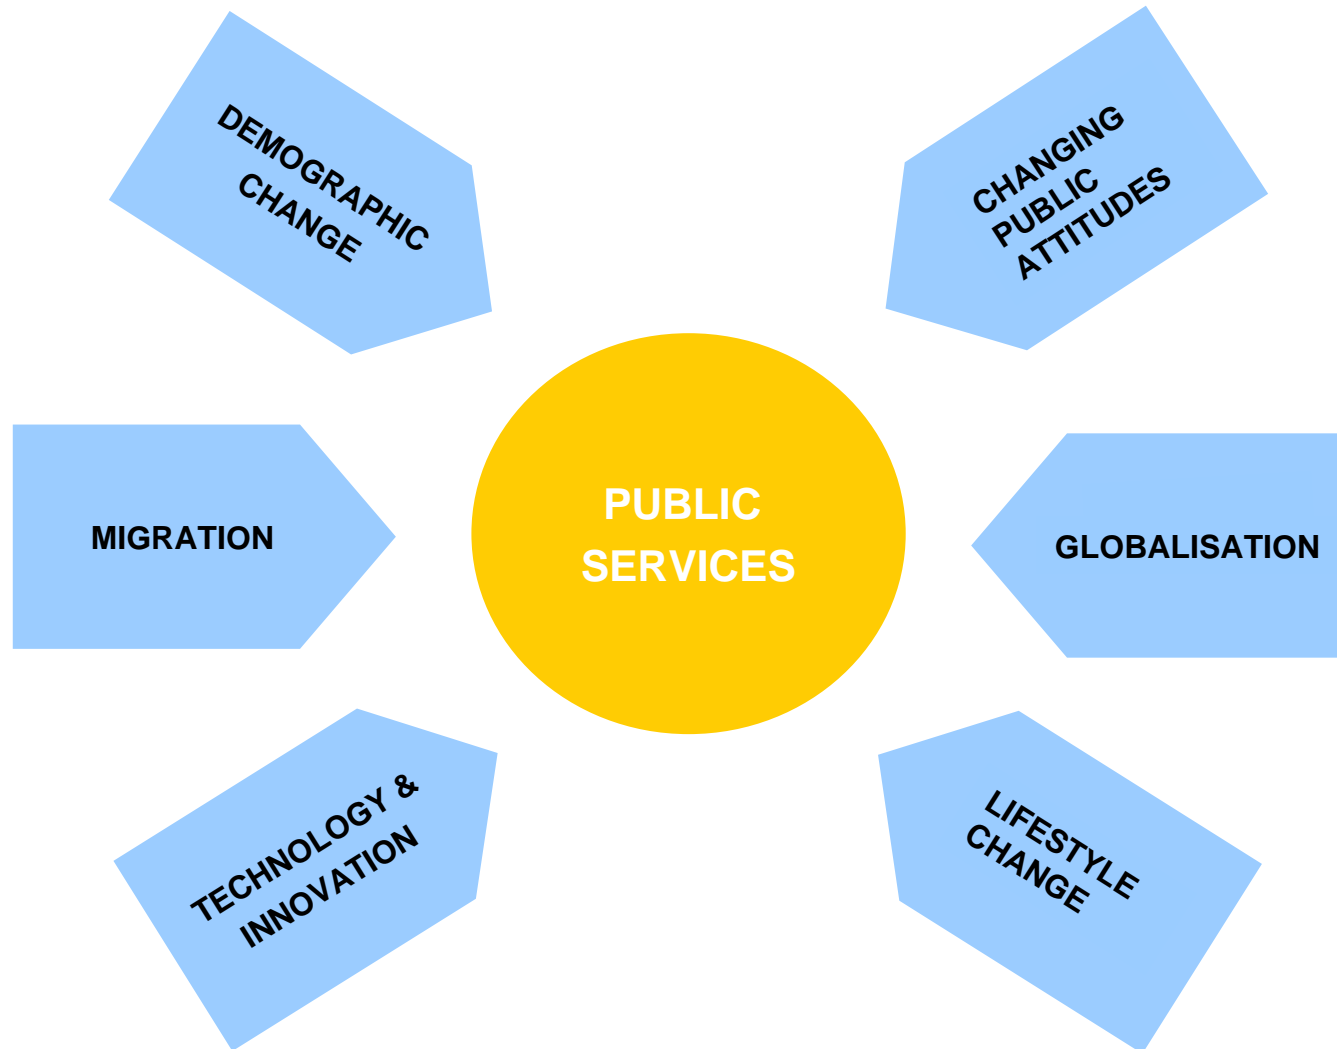 DEMOGRAPHIC
CHANGE
CHANGING
PUBLIC
ATTITUDES
MIGRATION
PUBLIC
SERVICES
GLOBALISATION
TECHNOLOGY &
INNOVATION
LIFESTYLE
CHANGE